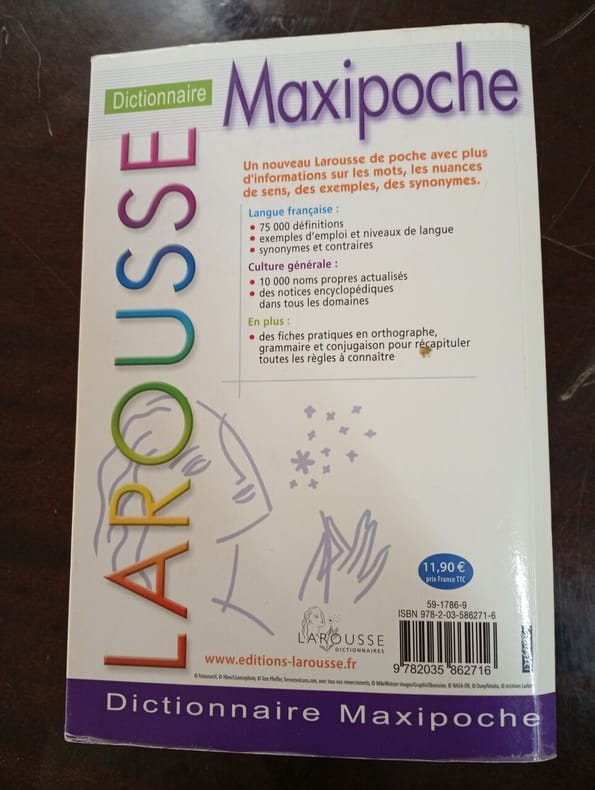 Dictionnaire
Maxipoche
LAROUSSE
Un nouveau Larousse de poche avec plus
d'informations sur les mots, les nuances
de sens, des exemples, des synonymes.
Langue française :
• 75 000 définitions
• exemples d'emploi et niveaux de langue
• synonymes et contraires
Culture générale :
• 10 000 noms propres actualisés
• des notices encyclopédiques
dans tous les domaines
En plus :
• des fiches pratiques en orthographe,
grammaire et conjugaison pour récapituler
toutes les règles à connaître
11,90 €
prix France TTC
59-1786-9
ISBN 978-2-03-586271-6
9 782035 862716
LAROUSSE
DICTIONNAIRES
www.editions-larousse.fr
Dictionnaire Maxipoche